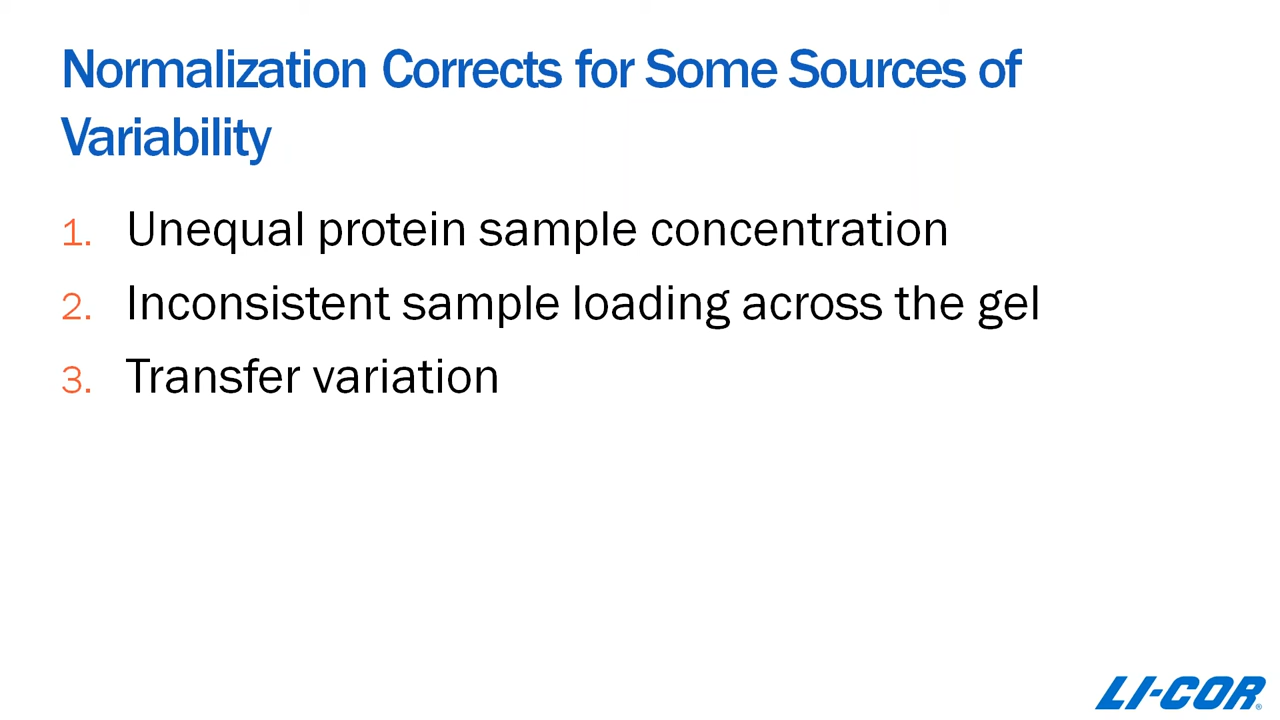 Normalization Corrects for Some Sources of
Variability
1. Unequal protein sample concentration
2. Inconsistent sample loading across the gel
3. Transfer variation
LI-COR®